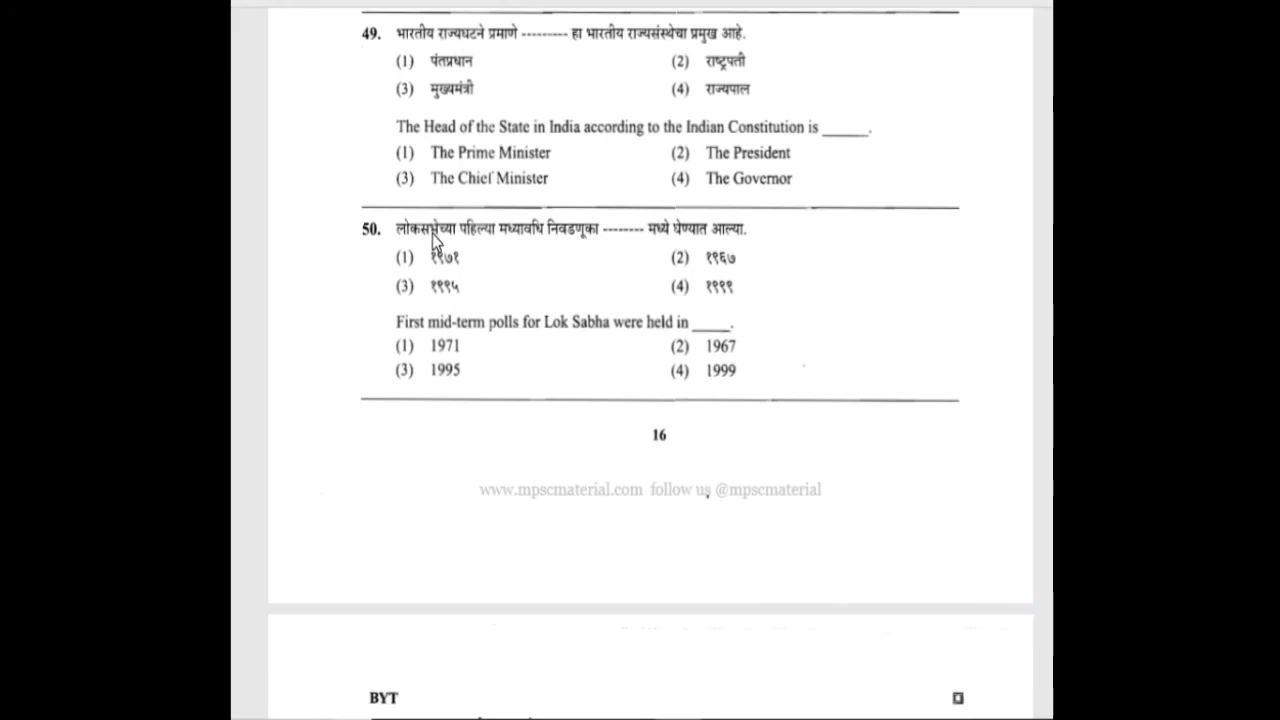 49. भारतीय राज्यघटने प्रमाणे --------- हा भारतीय राज्यसंस्थेचा प्रमुख आहे.
(1) पंतप्रधान (2) राष्ट्रपती
(3) मुख्यमंत्री (4) राज्यपाल
The Head of the State in India according to the Indian Constitution is ______.
(1) The Prime Minister (2) The President
(3) The Chief Minister (4) The Governor
50. लोकसभेच्या पहिल्या मध्यावधि निवडणूका -------- मध्ये घेण्यात आल्या.
(1) १९७१ (2) १९६७
(3) १९९५ (4) १९९९
First mid-term polls for Lok Sabha were held in _____.
(1) 1971 (2) 1967
(3) 1995 (4) 1999
16
www.mpscmaterial.com follow us @mpscmaterial
BYT